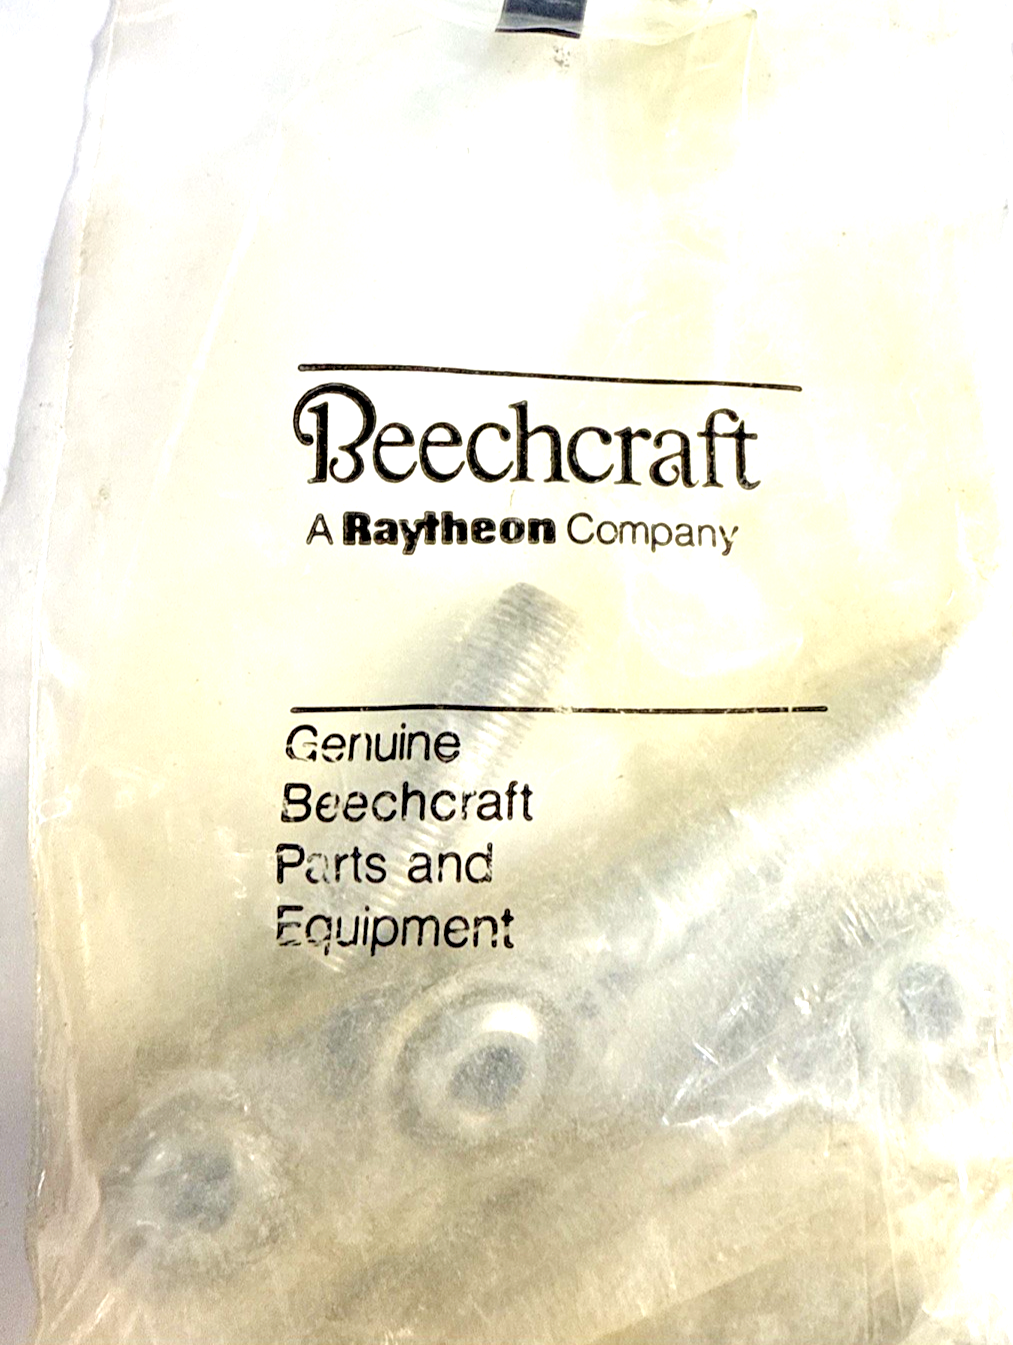 Beechcraft
A Raytheon Company
Genuine
Beechcraft
Parts and
Equipment